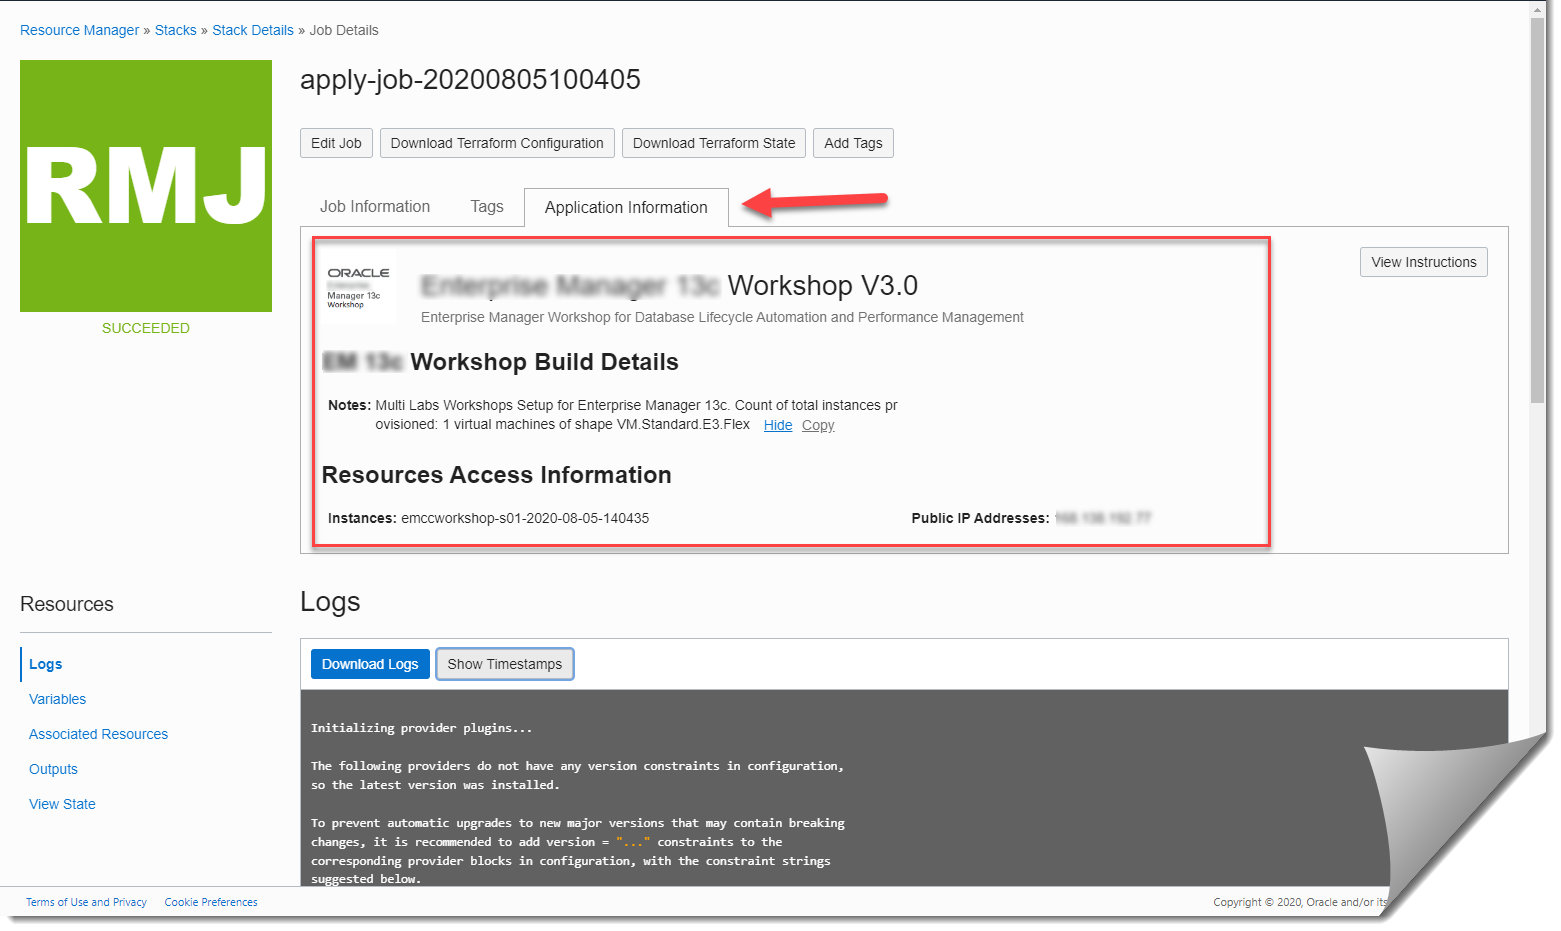 Resource Manager » Stacks » Stack Details » Job Details
RMJ
SUCCEEDED
apply-job-20200805100405
Edit Job
Download Terraform Configuration
Download Terraform State
Add Tags
Job Information
Tags
Application Information
View Instructions
ORACLE
Manager 13c
Workshop
Enterprise Manager 13c Workshop V3.0
Enterprise Manager Workshop for Database Lifecycle Automation and Performance Management
EM 13c Workshop Build Details
Notes: Multi Labs Workshops Setup for Enterprise Manager 13c. Count of total instances pr
ovisioned: 1 virtual machines of shape VM.Standard.E3.Flex Hide Copy
Resources Access Information
Instances: emccworkshop-s01-2020-08-05-140435
Public IP Addresses:
Resources
Logs
Variables
Associated Resources
Outputs
View State
Logs
Download Logs
Show Timestamps
Initializing provider plugins...
The following providers do not have any version constraints in configuration,
so the latest version was installed.
To prevent automatic upgrades to new major versions that may contain breaking
changes, it is recommended to add version = "..." constraints to the
corresponding provider blocks in configuration, with the constraint strings
suggested below.
Terms of Use and Privacy
Cookie Preferences
Copyright © 2020, Oracle and/or its